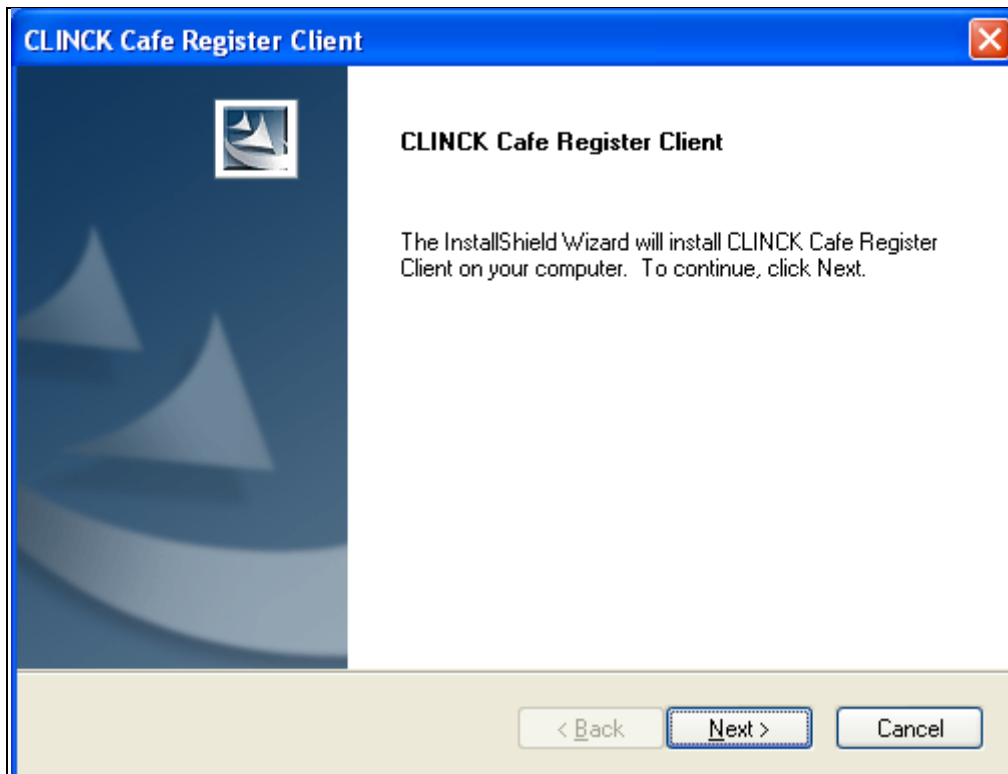 CLINCK Cafe Register Client
CLINCK Cafe Register Client
The InstallShield Wizard will install CLINCK Cafe Register
Client on your computer.  To continue, click Next.
< Back
Next >
Cancel